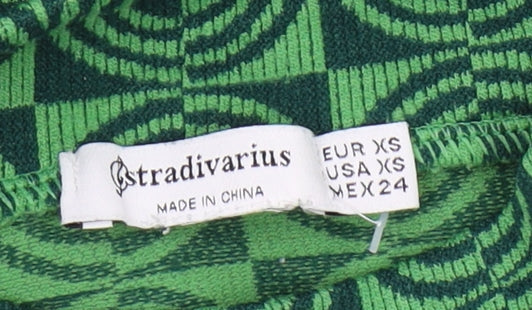 stradivarius
MADE IN CHINA
EUR XS
USA XS
MEX 24